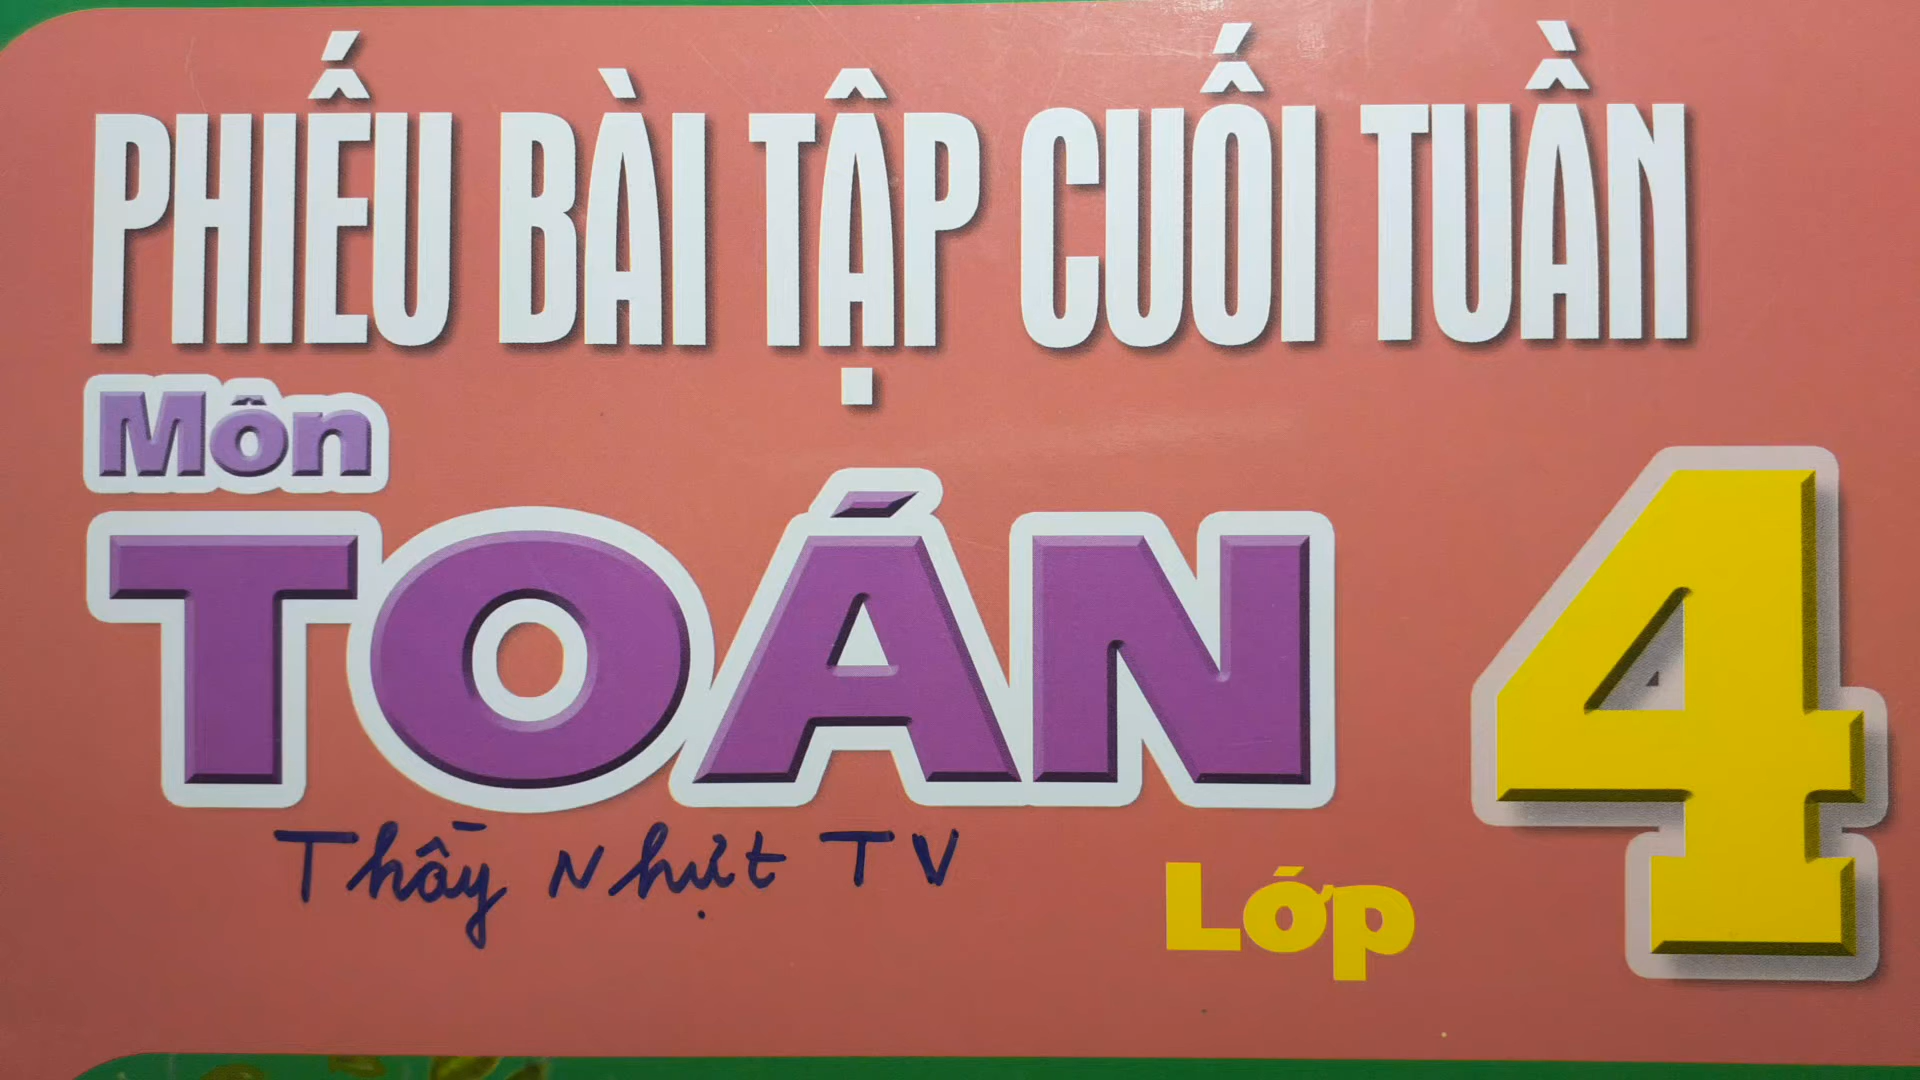 PHIẾU BÀI TẬP CUỐI TUẦN
Môn
TOÁN 4
Thầy Nhựt TV
Lớp